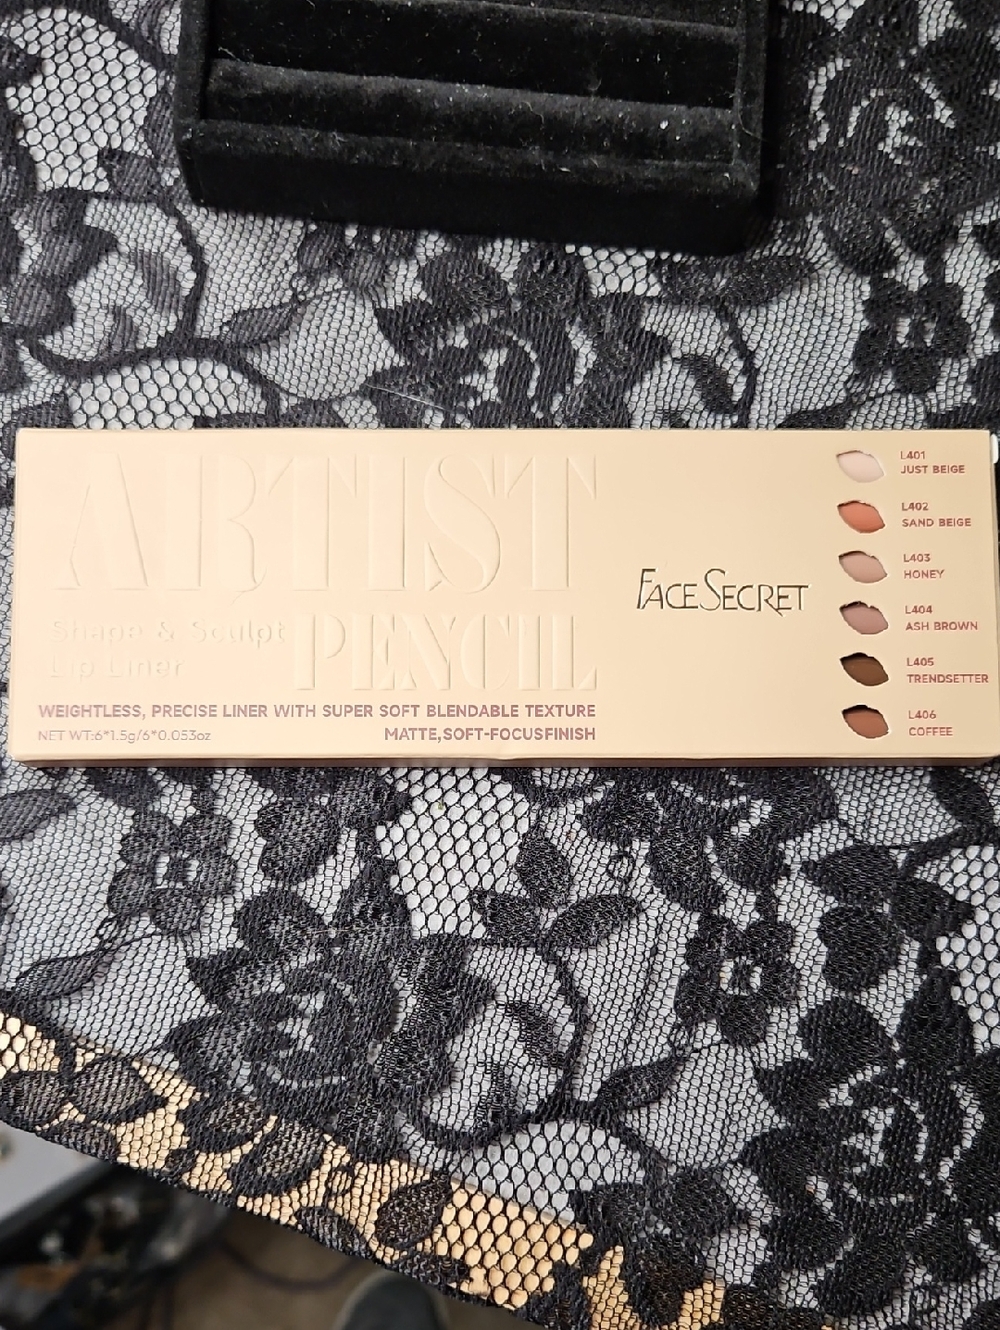 ARTIST
Shape & Sculpt
Lip Liner
PENCIL
WEIGHTLESS, PRECISE LINER WITH SUPER SOFT BLENDABLE TEXTURE
NET WT:6*1.5g/6*0.053oz
MATTE,SOFT-FOCUSFINISH
FACE SECRET
L401
JUST BEIGE
L402
SAND BEIGE
L403
HONEY
L404
ASH BROWN
L405
TRENDSETTER
L406
COFFEE